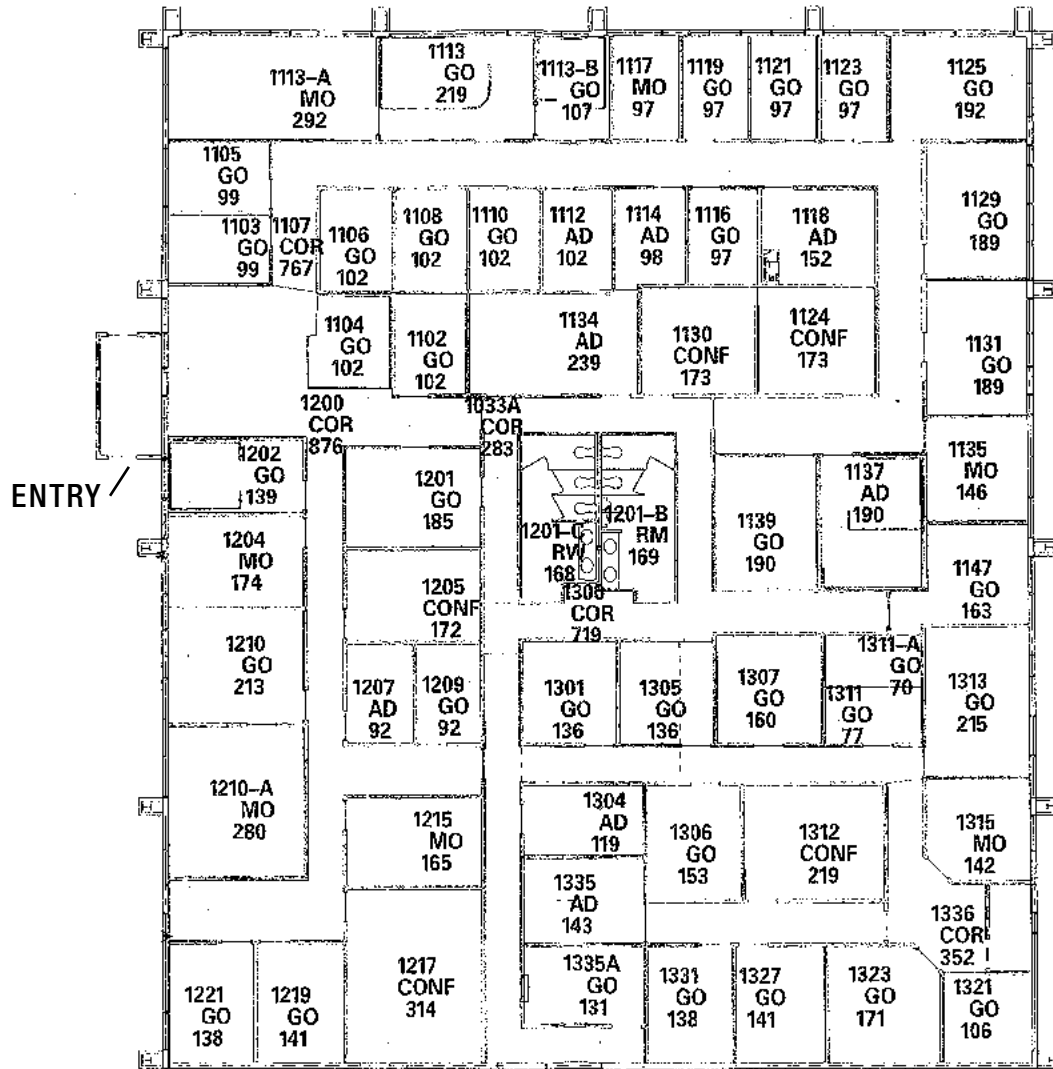 1113-A
MO
292
1113
GO
219
1113-B
GO
107
1117
MO
97
1119
GO
97
1121
GO
97
1123
GO
97
1125
GO
192
1105
GO
99
1103
GO
99
1107
COR
767
1106
GO
102
1108
GO
102
1110
GO
102
1112
AD
102
1114
AD
98
1116
GO
97
1118
AD
152
1129
GO
189
1104
GO
102
1102
GO
102
1134
AD
239
1130
CONF
173
1124
CONF
173
1131
GO
189
1200
COR
876
1033A
COR
283
ENTRY
1202
GO
139
1201
GO
185
1201-C
RW
168
1201-B
RM
169
1139
GO
190
1137
AD
190
1135
MO
146
1204
MO
174
1205
CONF
172
1308
COR
719
1147
GO
163
1210
GO
213
1207
AD
92
1209
GO
92
1301
GO
136
1305
GO
136
1307
GO
160
1311-A
GO
70
1311
GO
77
1313
GO
215
1210-A
MO
280
1215
MO
165
1304
AD
119
1306
GO
153
1312
CONF
219
1315
MO
142
1335
AD
143
1336
COR
352
1221
GO
138
1219
GO
141
1217
CONF
314
1335A
GO
131
1331
GO
138
1327
GO
141
1323
GO
171
1321
GO
106